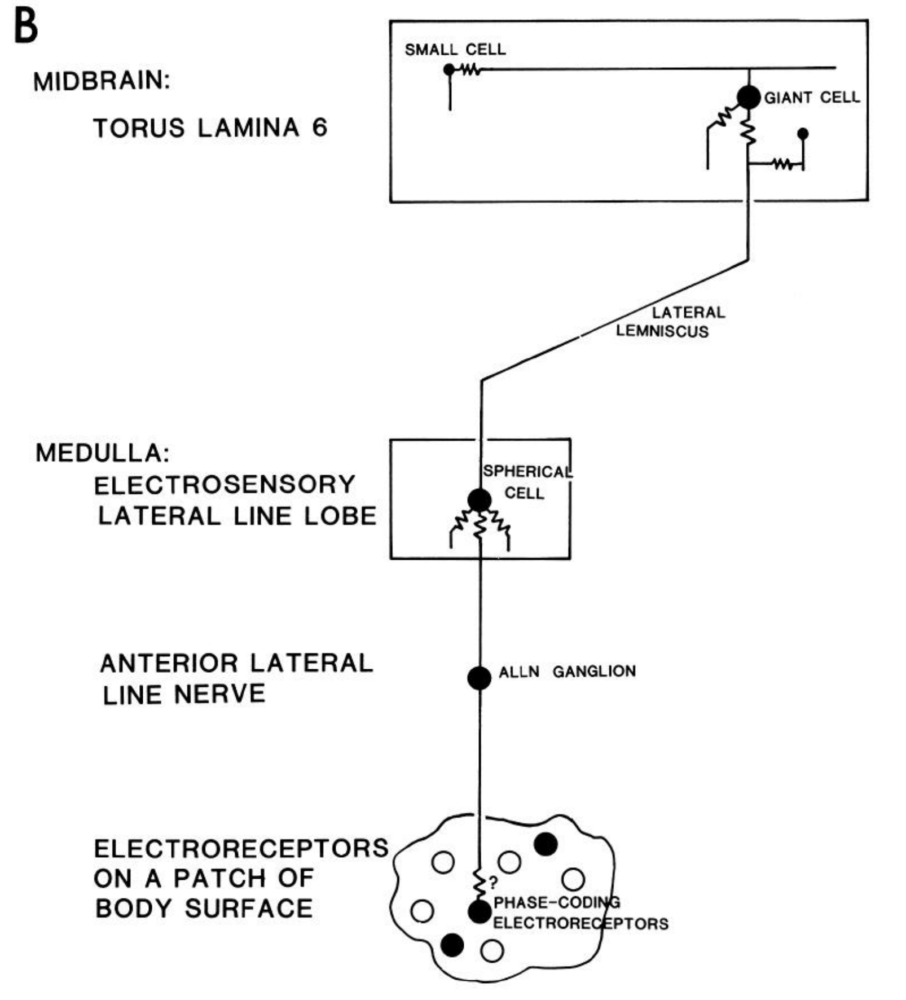 B
MIDBRAIN:
TORUS LAMINA 6
SMALL CELL
GIANT CELL
LATERAL
LEMNISCUS
MEDULLA:
ELECTROSENSORY
LATERAL LINE LOBE
SPHERICAL
CELL
ANTERIOR LATERAL
LINE NERVE
ALLN GANGLION
ELECTRORECEPTORS
ON A PATCH OF
BODY SURFACE
?
PHASE-CODING
ELECTRORECEPTORS